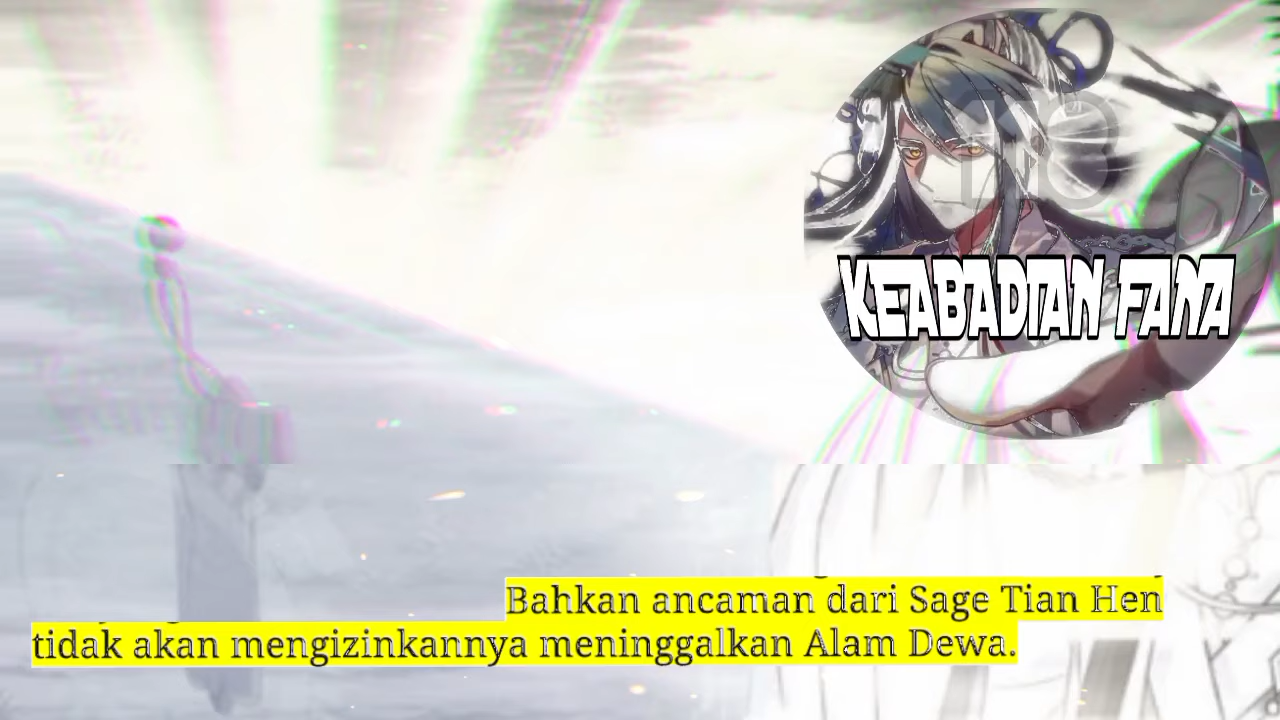 KEABADIAN FANA
Bahkan ancaman dari Sage Tian Hen
tidak akan mengizinkannya meninggalkan Alam Dewa.